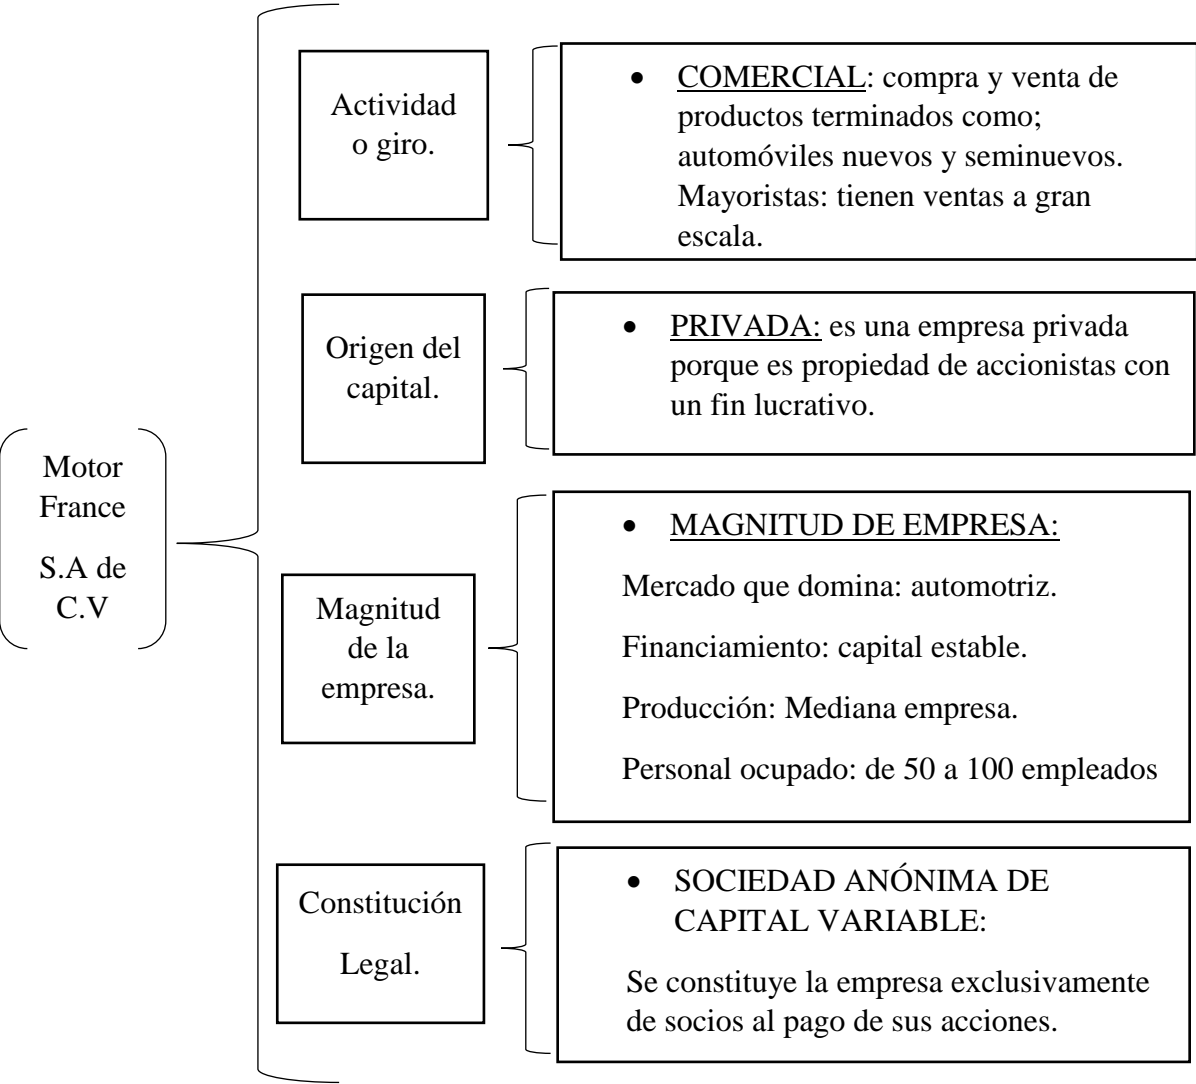 Motor
France
S.A de
C.V
Actividad
o giro.
• COMERCIAL: compra y venta de
productos terminados como;
automóviles nuevos y seminuevos.
Mayoristas: tienen ventas a gran
escala.
Origen del
capital.
• PRIVADA: es una empresa privada
porque es propiedad de accionistas con
un fin lucrativo.
Magnitud
de la
empresa.
• MAGNITUD DE EMPRESA:
Mercado que domina: automotriz.
Financiamiento: capital estable.
Producción: Mediana empresa.
Personal ocupado: de 50 a 100 empleados
Constitución
Legal.
• SOCIEDAD ANÓNIMA DE
CAPITAL VARIABLE:
Se constituye la empresa exclusivamente
de socios al pago de sus acciones.